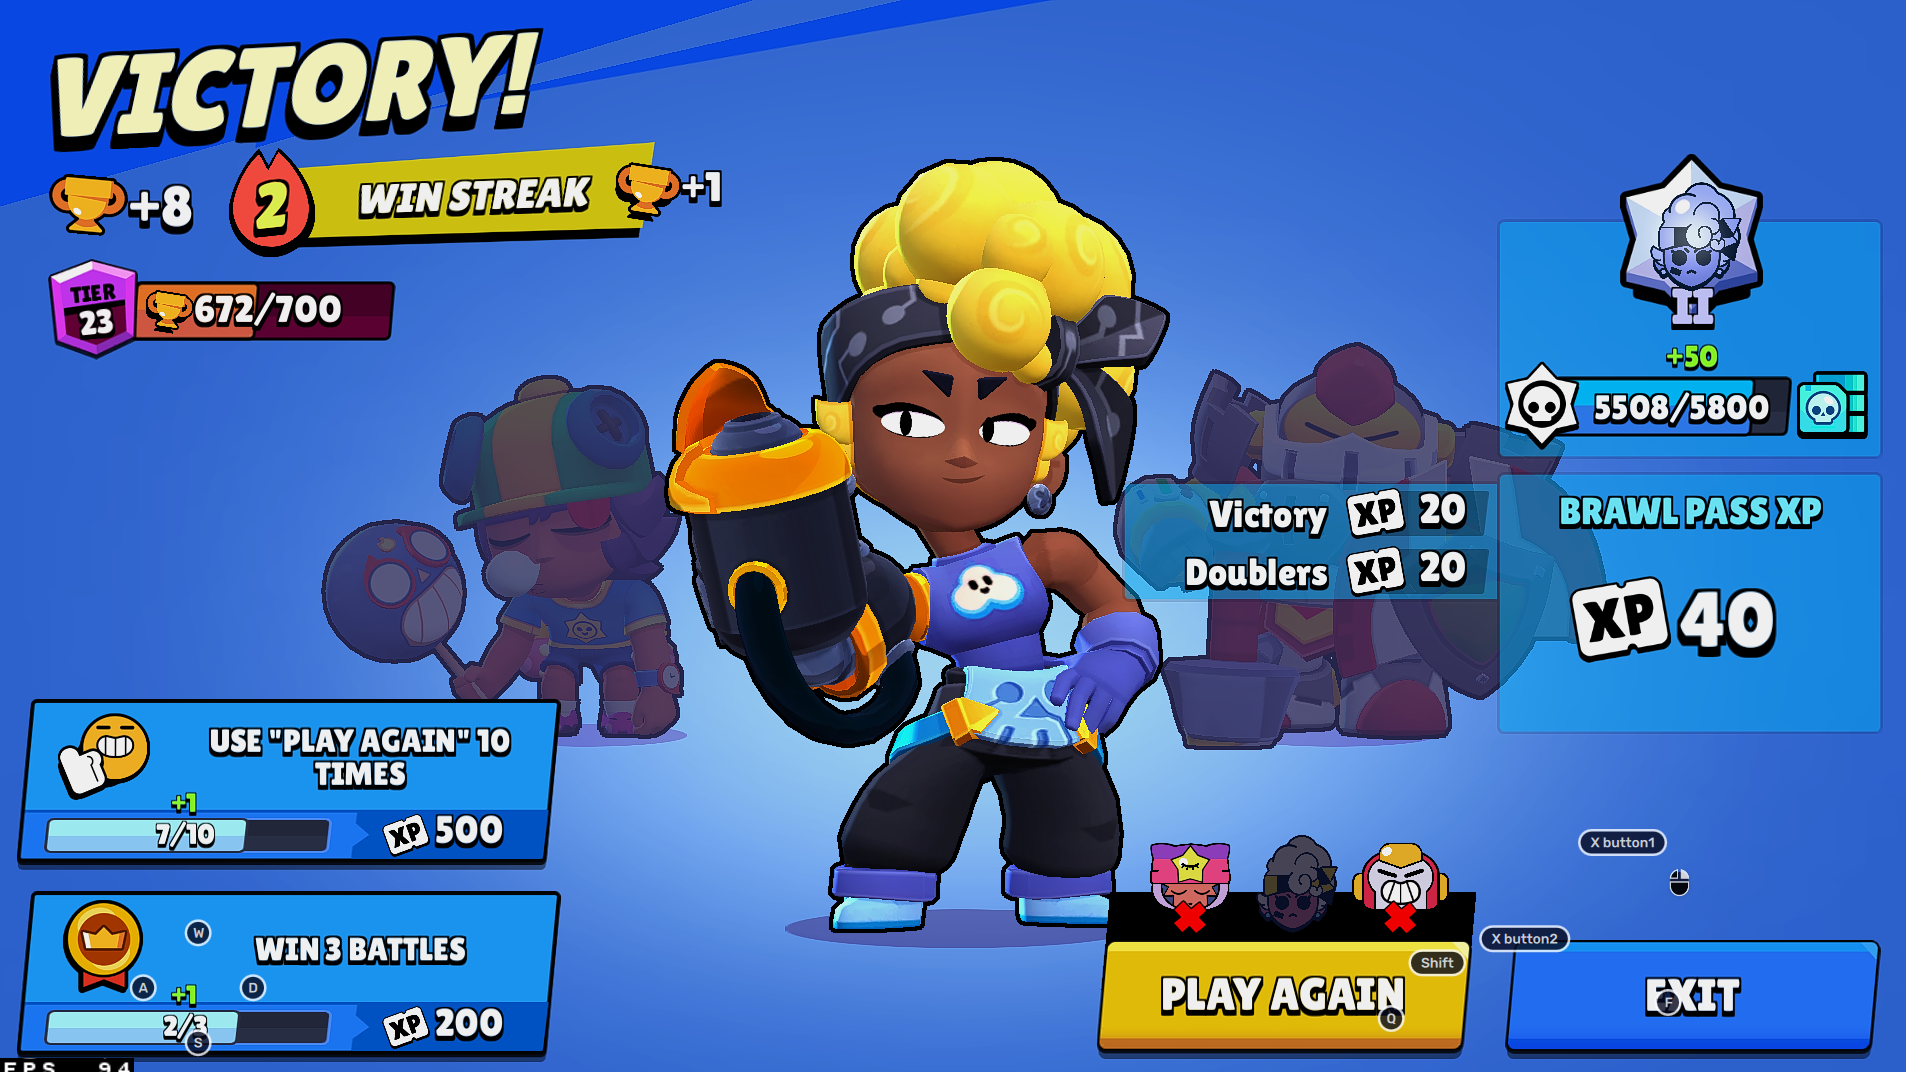 VICTORY!
+8
2
WIN STREAK
+1
TIER
23
672/700
II
+50
5508/5800
BRAWL PASS XP
Victory XP 20
Doublers XP 20
XP 40
USE "PLAY AGAIN" 10
TIMES
+1
7/10
XP 500
WIN 3 BATTLES
+1
2/3
XP 200
W
A
D
S
X button1
X button2
Shift
PLAY AGAIN
Q
EXIT
F
FPS 94